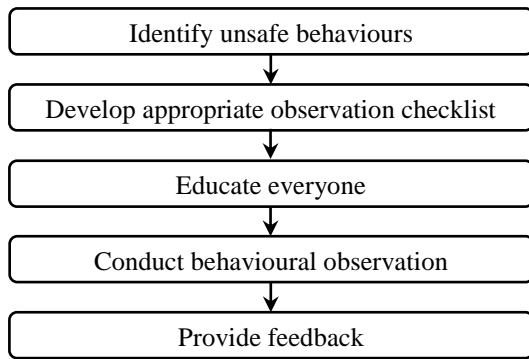 Identify unsafe behaviours
Develop appropriate observation checklist
Educate everyone
Conduct behavioural observation
Provide feedback